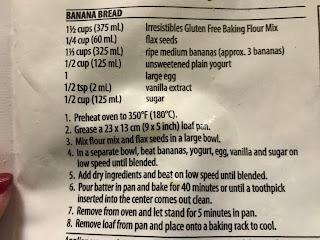 BANANA BREAD
1½ cups (375 mL) Irresistibles Gluten Free Baking Flour Mix
1/4 cup (60 mL) flax seeds
1⅓ cups (325 mL) ripe medium bananas (approx. 3 bananas)
1/2 cup (125 mL) unsweetened plain yogurt
1 large egg
1/2 tsp (2 mL) vanilla extract
1/2 cup (125 mL) sugar
1. Preheat oven to 350°F (180°C).
2. Grease a 23 x 13 cm (9 x 5 inch) loaf pan.
3. Mix flour mix and flax seeds in a large bowl.
4. In a separate bowl, beat bananas, yogurt, egg, vanilla and sugar on
low speed until blended.
5. Add dry ingredients and beat on low speed until blended.
6. Pour batter in pan and bake for 40 minutes or until a toothpick
inserted into the center comes out clean.
7. Remove from oven and let stand for 5 minutes in pan.
8. Remove loaf from pan and place onto a baking rack to cool.